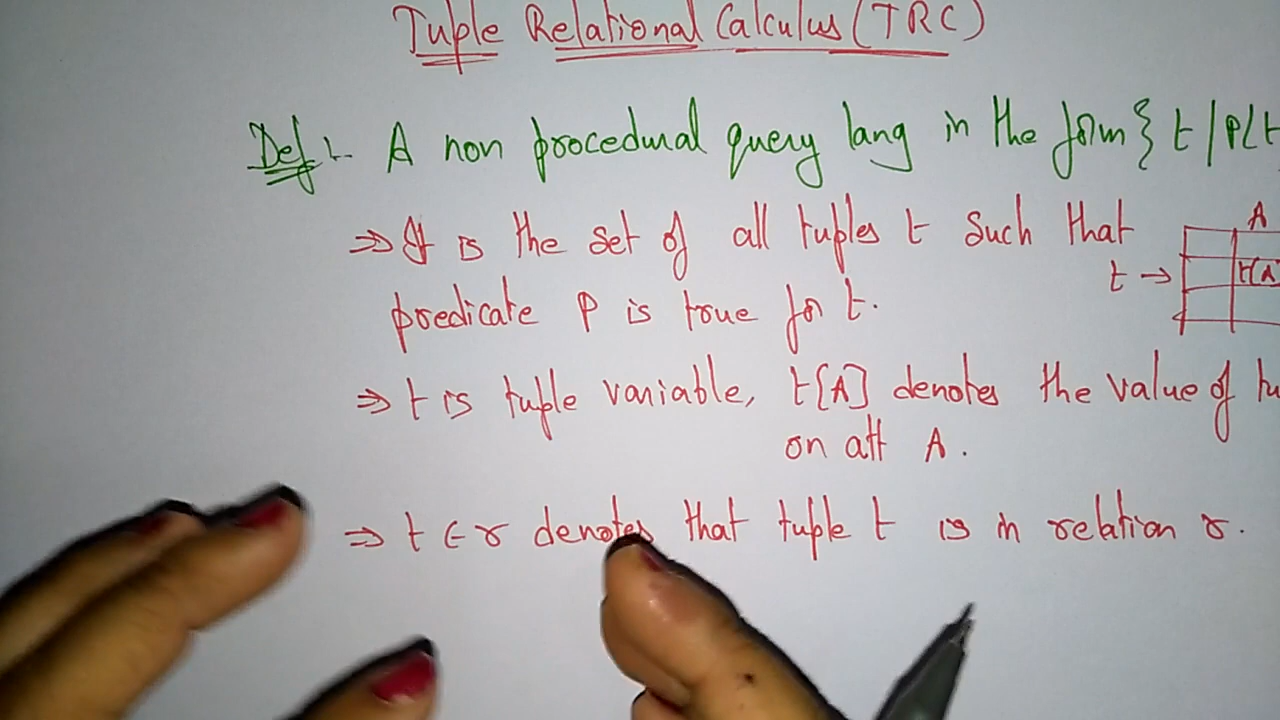 Tuple Relational Calculus (TRC)
Def :- A non procedural query lang in the form { t / P(t
⇒ It is the set of all tuples t such that
predicate P is true for t.
A
t → t[A
⇒ t is tuple variable, t[A] denotes the value of tu
on att A.
⇒ t ∈ r denotes that tuple t is in relation r.